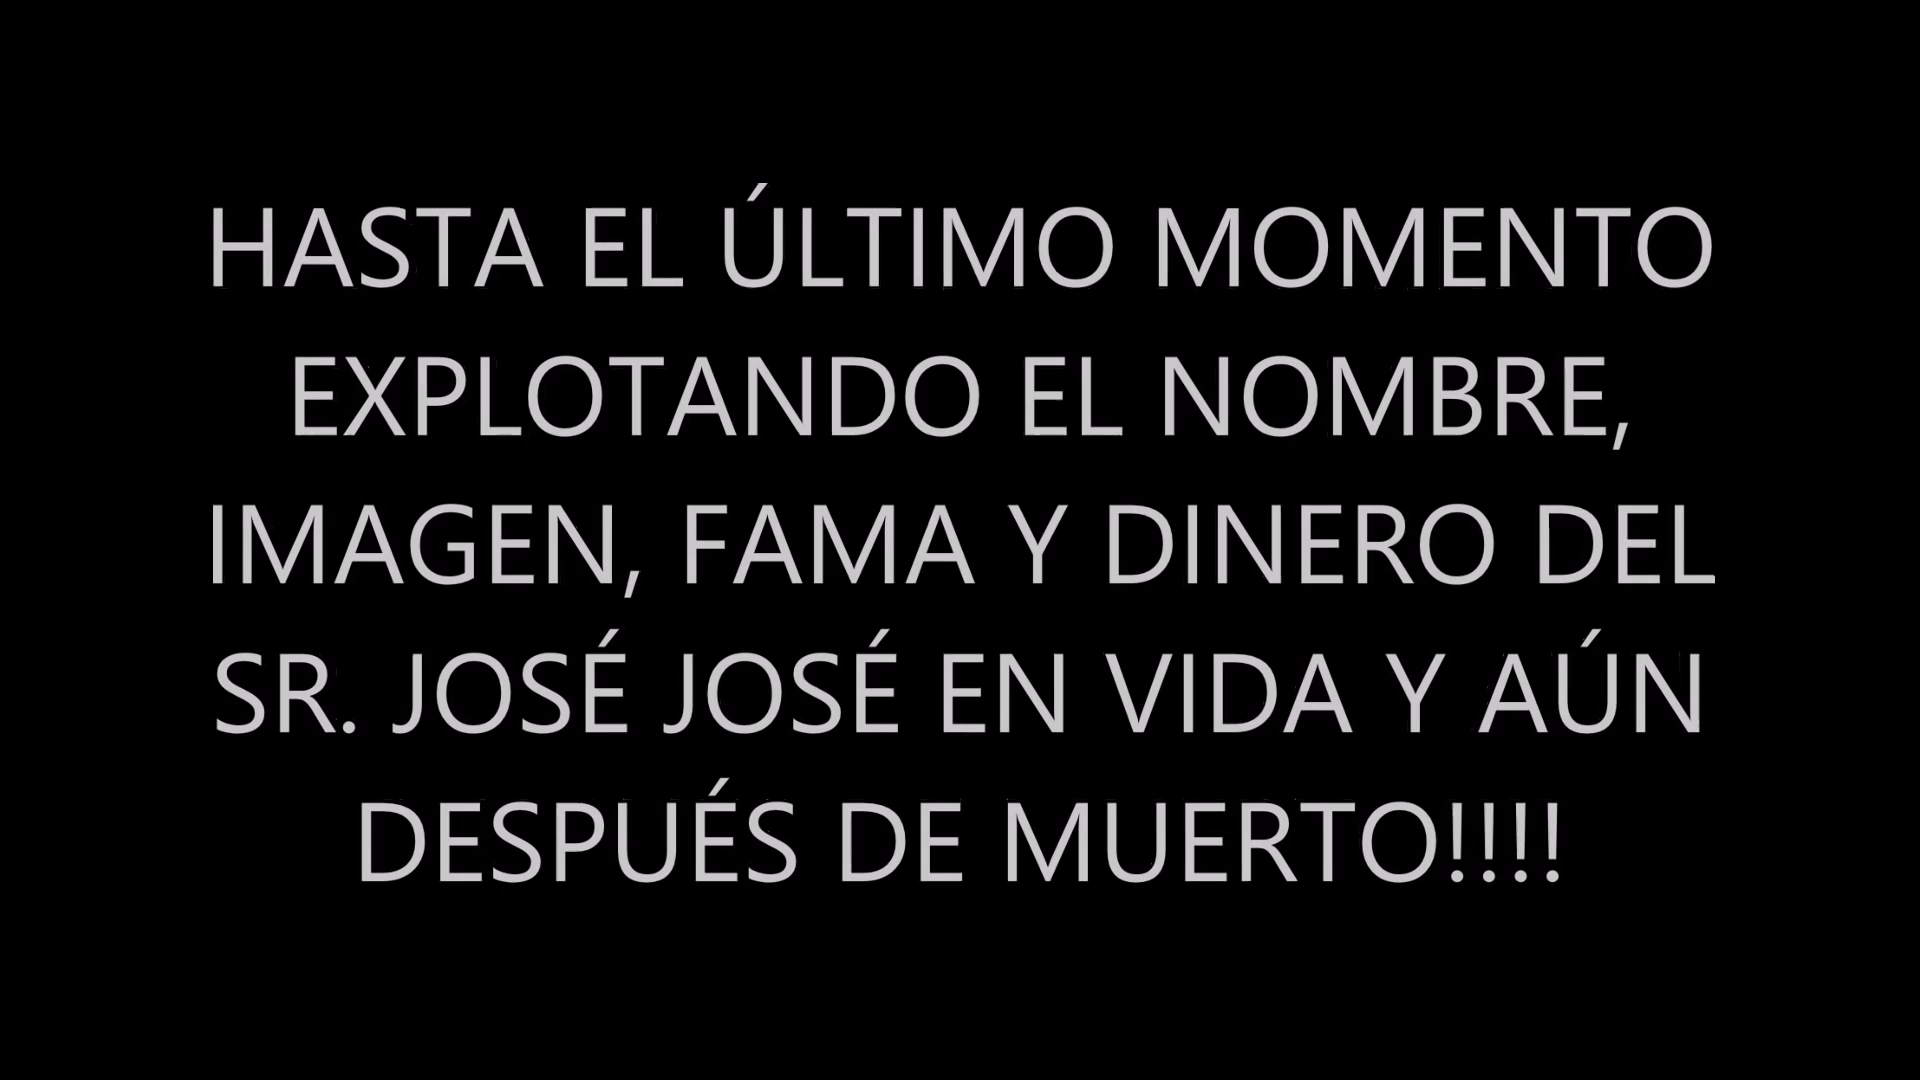 HASTA EL ÚLTIMO MOMENTO
EXPLOTANDO EL NOMBRE,
IMAGEN, FAMA Y DINERO DEL
SR. JOSÉ JOSÉ EN VIDA Y AÚN
DESPUÉS DE MUERTO!!!!